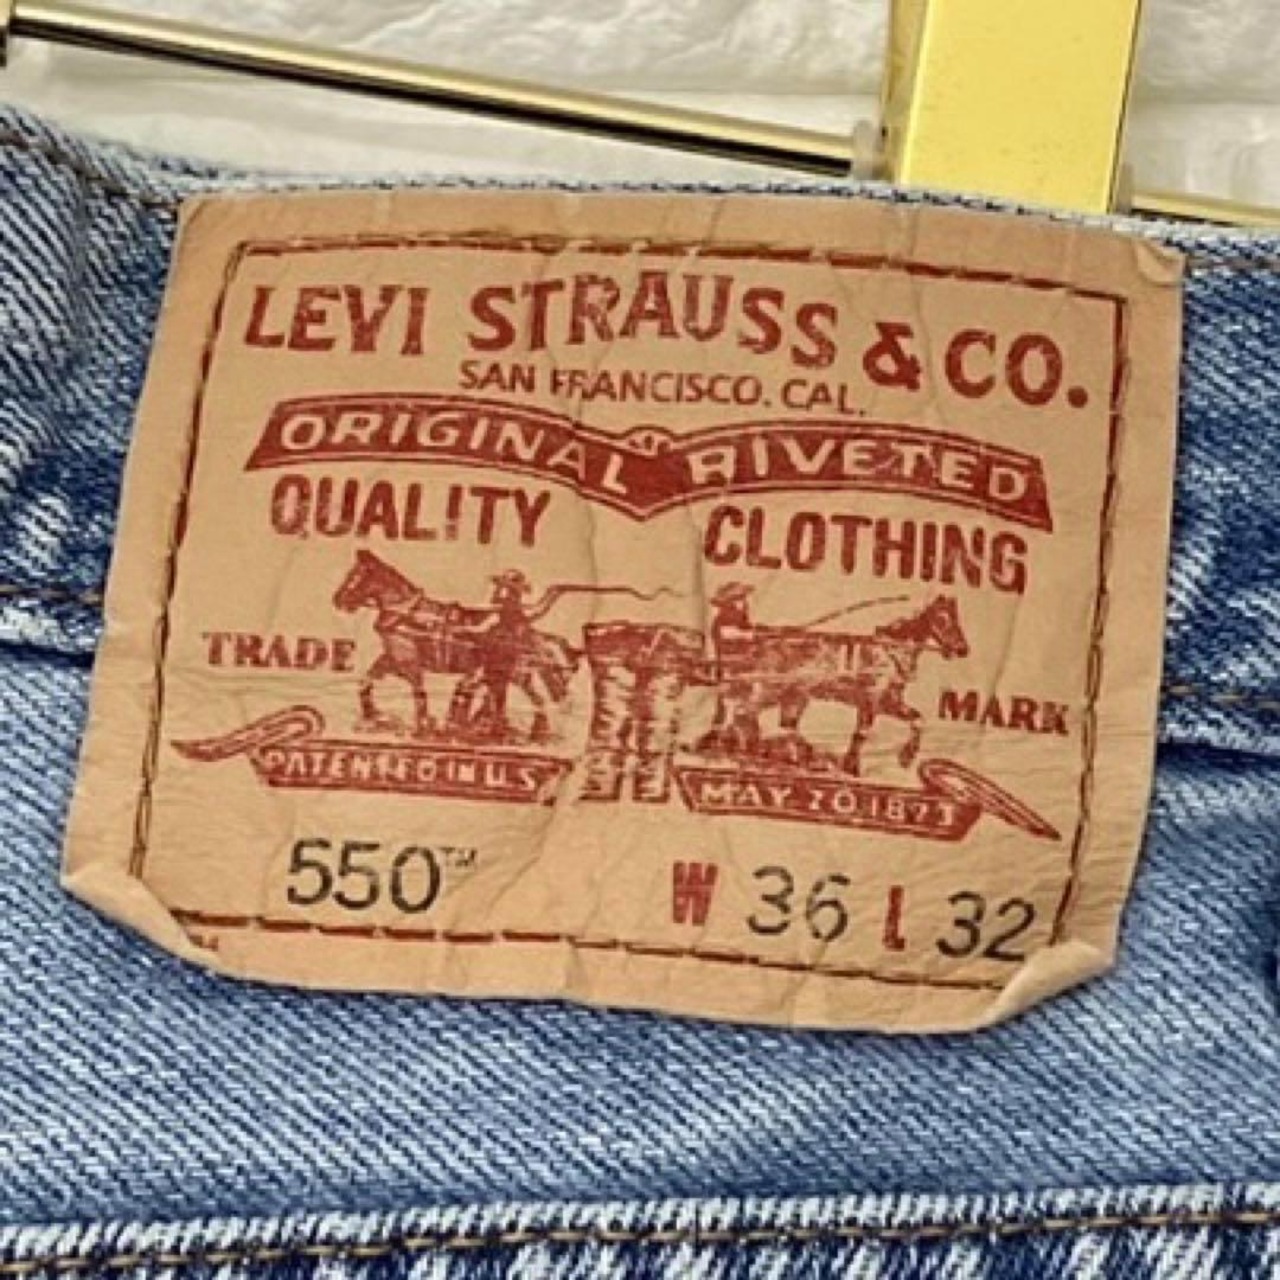 LEVI STRAUSS & CO.
SAN FRANCISCO. CAL.
ORIGINAL RIVETED
QUALITY CLOTHING
TRADE MARK
PATENTED IN U.S. MAY 20 1873
550™ W 36 L 32